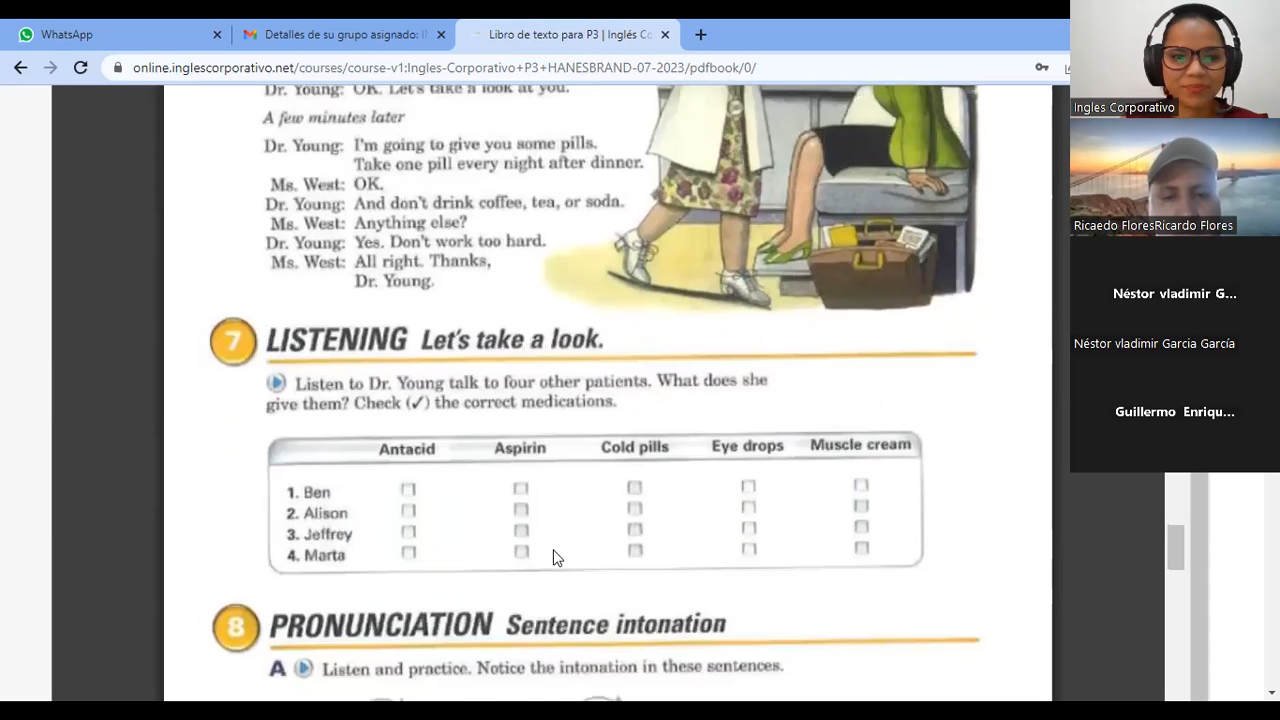 WhatsApp
Detalles de su grupo asignado: I
Libro de texto para P3 | Inglés Co
online.inglescorporativo.net/courses/course-v1:Ingles-Corporativo+P3+HANESBRAND-07-2023/pdfbook/0/
Dr. Young: OK. Let's take a look at you.
A few minutes later
Dr. Young: I'm going to give you some pills.
Take one pill every night after dinner.
Ms. West: OK.
Dr. Young: And don't drink coffee, tea, or soda.
Ms. West: Anything else?
Dr. Young: Yes. Don't work too hard.
Ms. West: All right. Thanks,
Dr. Young.
7 LISTENING Let's take a look.
Listen to Dr. Young talk to four other patients. What does she
give them? Check (✓) the correct medications.
Antacid Aspirin Cold pills Eye drops Muscle cream
1. Ben
2. Alison
3. Jeffrey
4. Marta
8 PRONUNCIATION Sentence intonation
A Listen and practice. Notice the intonation in these sentences.
Ingles Corporativo
Ricaedo FloresRicardo Flores
Néstor vladimir G...
Néstor vladimir Garcia García
Guillermo Enriqu...